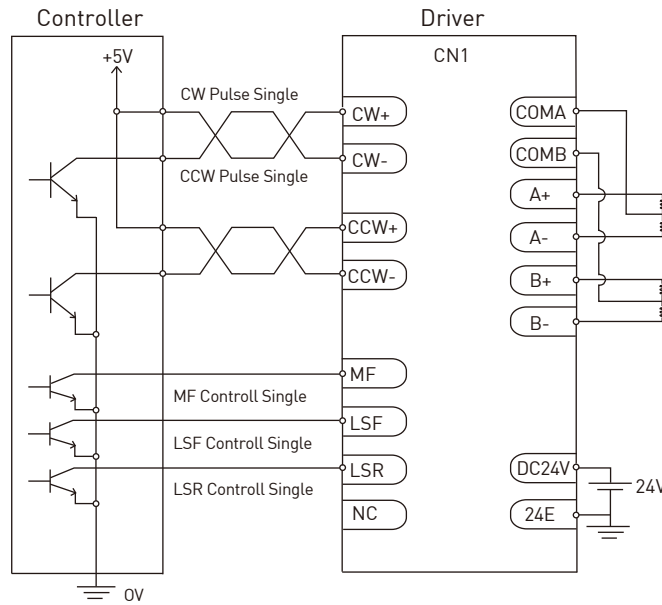 Controller
Driver
+5V
CN1
CW Pulse Single
CW+
COMA
CW-
COMB
CCW Pulse Single
A+
CCW+
A-
CCW-
B+
B-
MF
MF Controll Single
LSF
LSF Controll Single
LSR
DC24V
LSR Controll Single
24V
NC
24E
0V